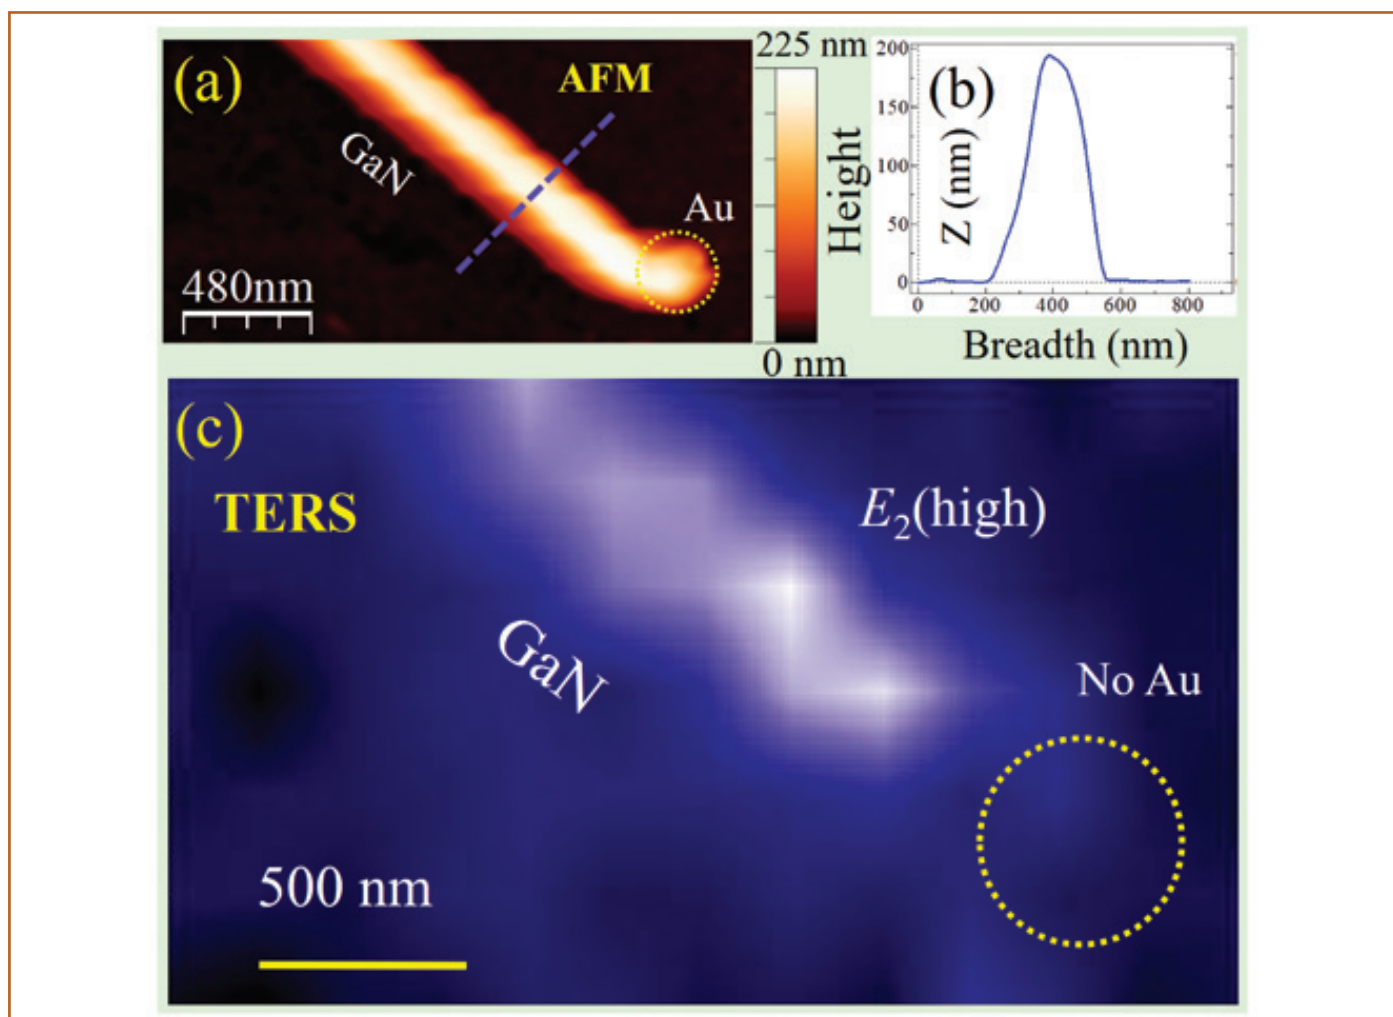 (a)
AFM
GaN
Au
480nm
225 nm
Height
0 nm
(b)
Z (nm)
200
150
100
50
0
0 200 400 600 800
Breadth (nm)
(c)
TERS
E₂(high)
GaN
No Au
500 nm